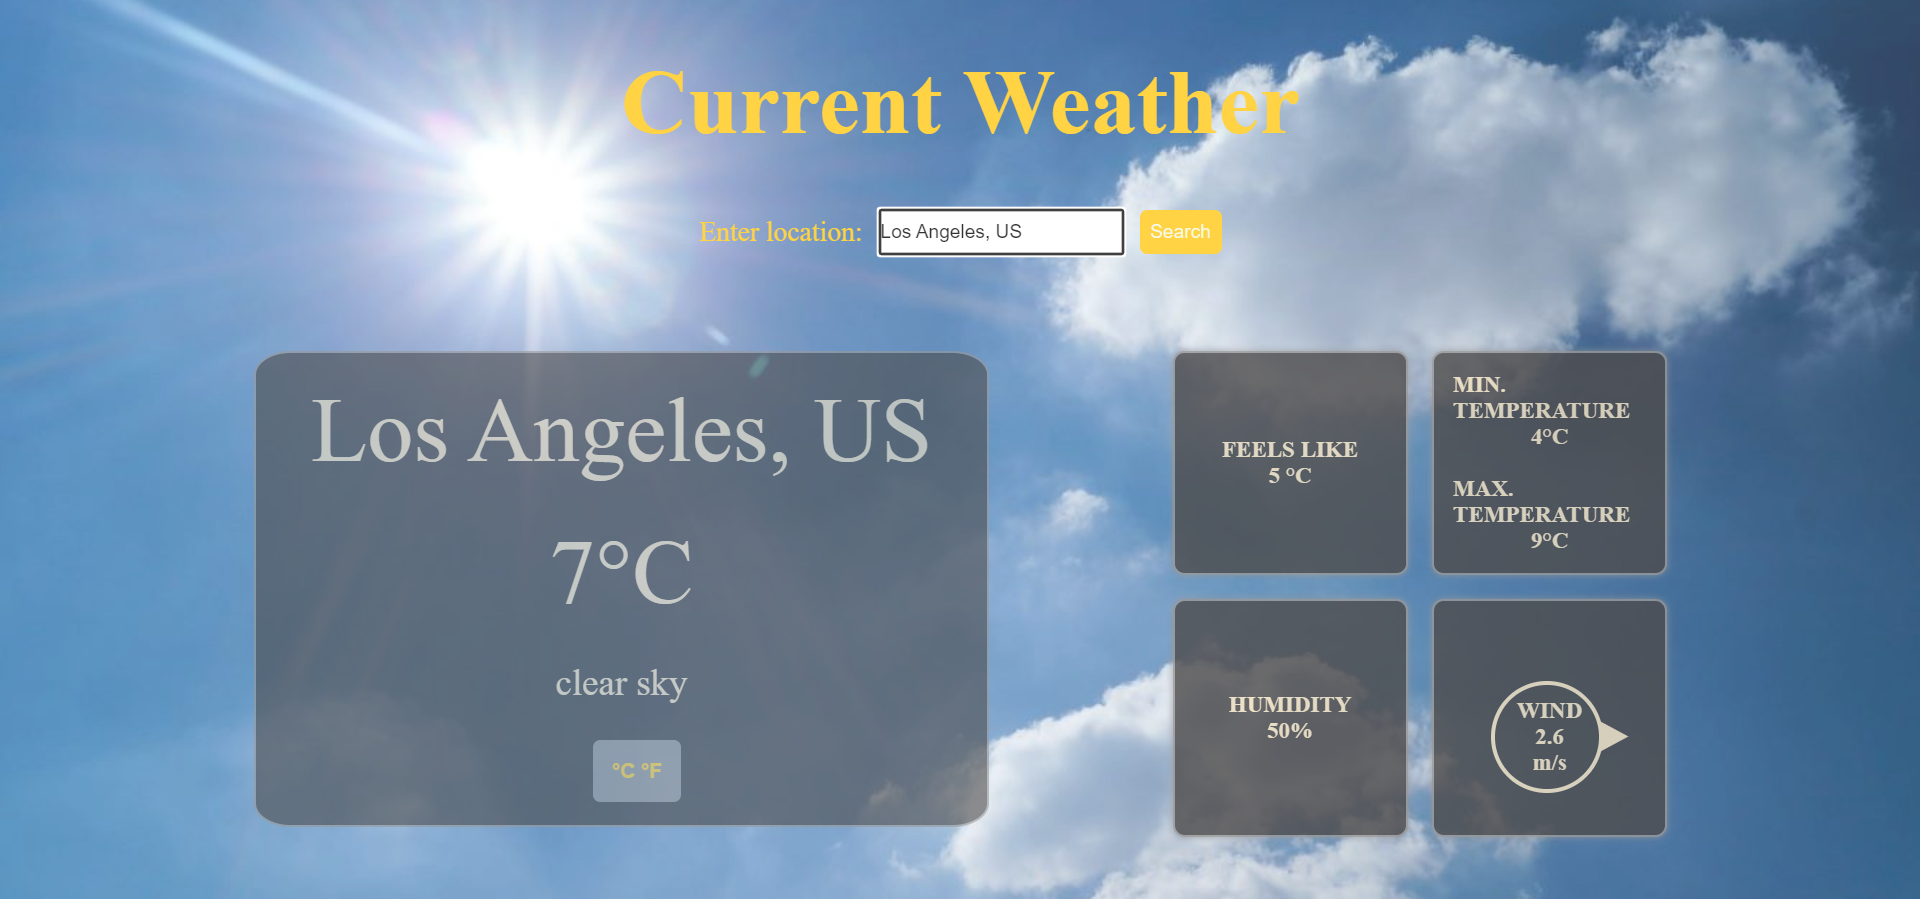 Current Weather
Enter location: Los Angeles, US Search
Los Angeles, US
7°C
clear sky
°C °F
FEELS LIKE
5 °C
MIN.
TEMPERATURE
4°C
MAX.
TEMPERATURE
9°C
HUMIDITY
50%
WIND
2.6
m/s